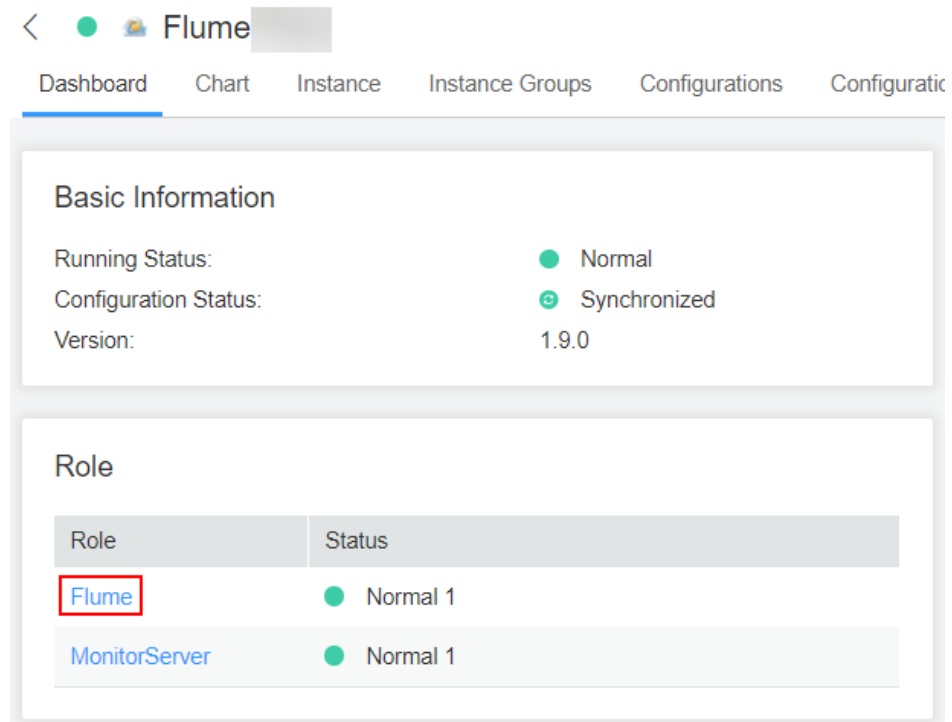 Flume
Dashboard Chart Instance Instance Groups Configurations Configuratio
Basic Information
Running Status: Normal
Configuration Status: Synchronized
Version: 1.9.0
Role
Role Status
Flume Normal 1
MonitorServer Normal 1